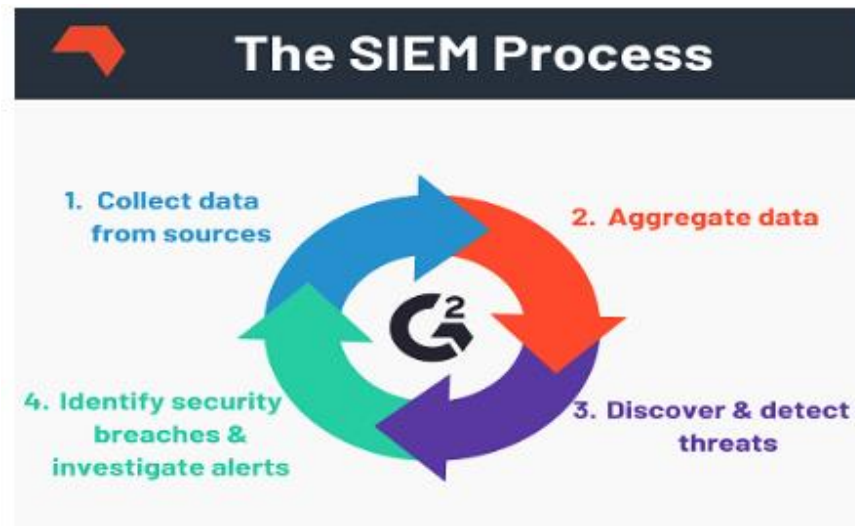 The SIEM Process
1. Collect data
from sources
2. Aggregate data
G2
3. Discover & detect
threats
4. Identify security
breaches &
investigate alerts